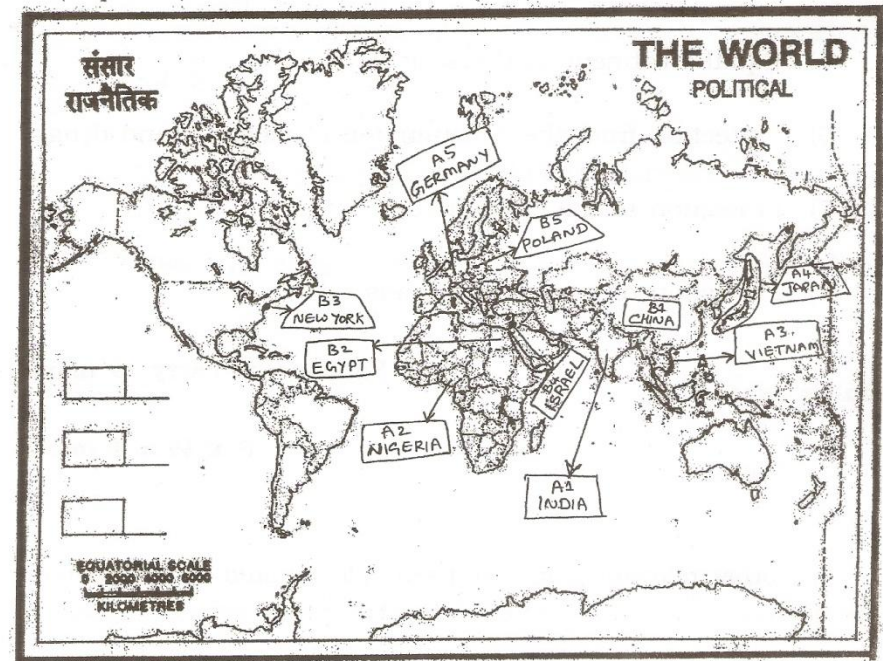 संसार
राजनैतिक
THE WORLD
POLITICAL
A5
GERMANY
B5
POLAND
B3
NEW YORK
B1
CHINA
A4
JAPAN
B2
EGYPT
A3.
VIETNAM
ISRAEL
A2
NIGERIA
A1
INDIA
EQUATORIAL SCALE
0 2000 4000 6000
KILOMETRES